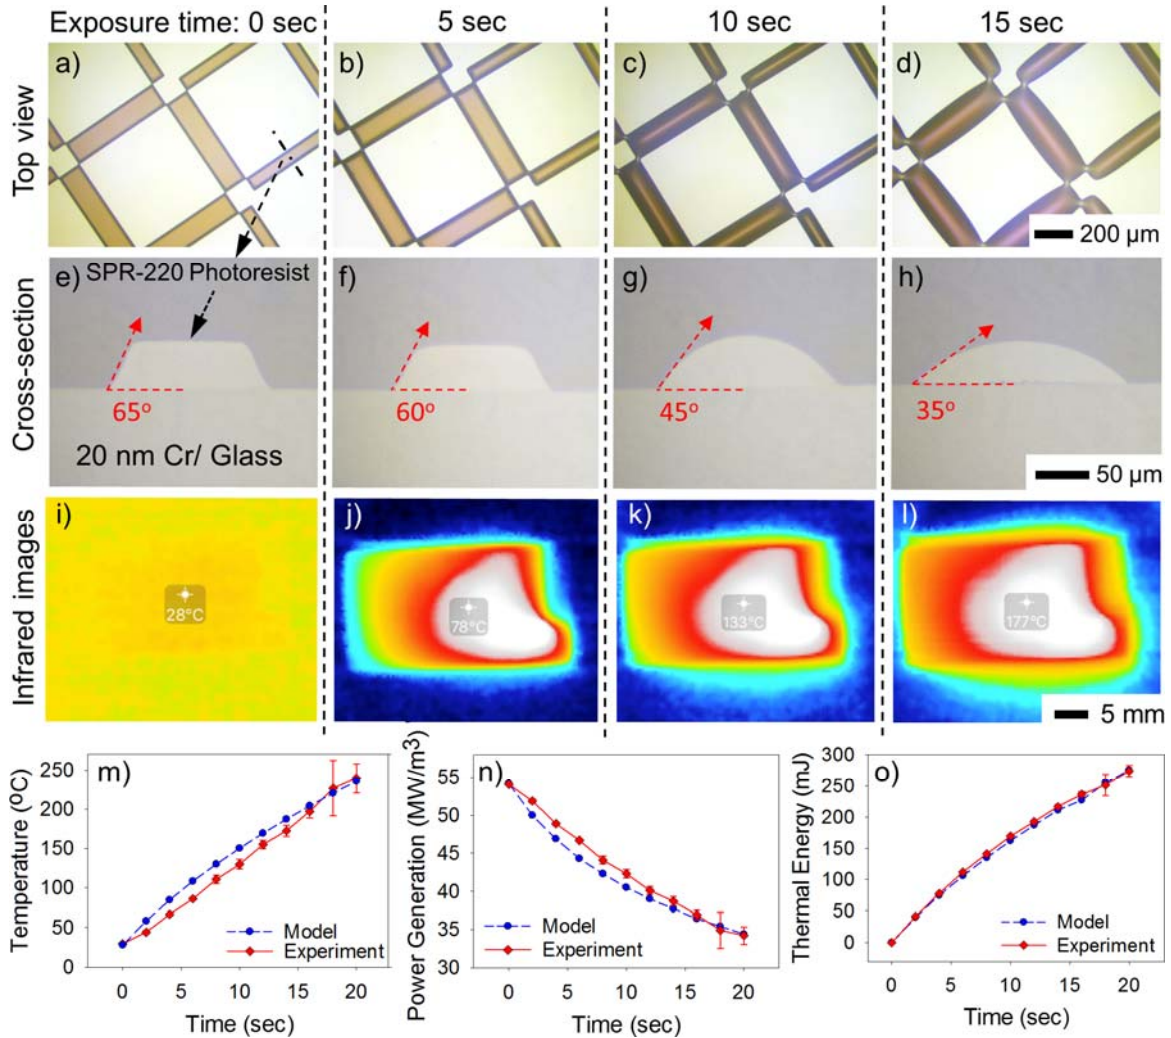 Exposure time: 0 sec
5 sec
10 sec
15 sec
Top view
a)
b)
c)
d)
200 µm
Cross-section
e)
SPR-220 Photoresist
65°
20 nm Cr/ Glass
f)
60°
g)
45°
h)
35°
50 µm
Infrared images
i)
28°C
j)
78°C
k)
133°C
l)
177°C
5 mm
m)
Temperature (⁰C)
250
200
150
100
50
0
Model
Experiment
0 5 10 15 20
Time (sec)
n)
Power Generation (MW/m³)
55
50
45
40
35
30
Model
Experiment
0 5 10 15 20
Time (sec)
o)
Thermal Energy (mJ)
300
250
200
150
100
50
0
Model
Experiment
0 5 10 15 20
Time (sec)